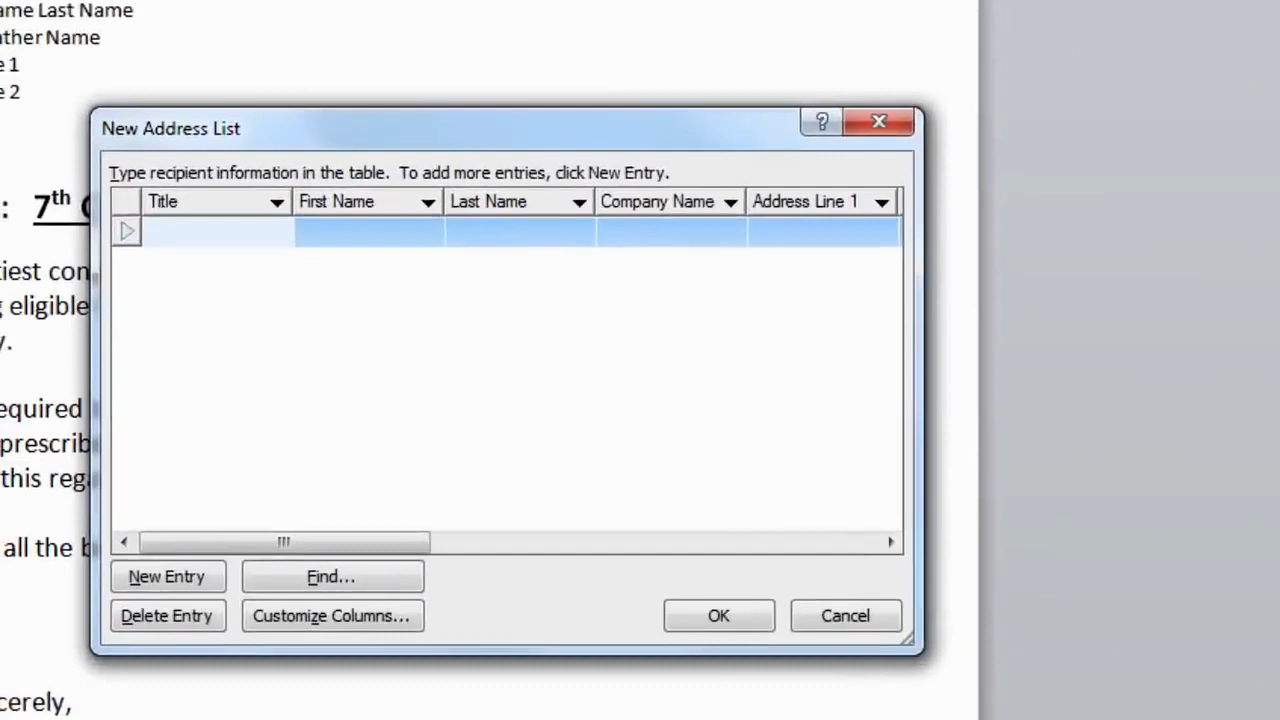 ame Last Name
ather Name
e 1
e 2
New Address List
Type recipient information in the table. To add more entries, click New Entry.
Title First Name Last Name Company Name Address Line 1
: 7th
tiest con
g eligible
y.
equired
prescrib
this rega
all the b
New Entry Find...
Delete Entry Customize Columns... OK Cancel
cerely,